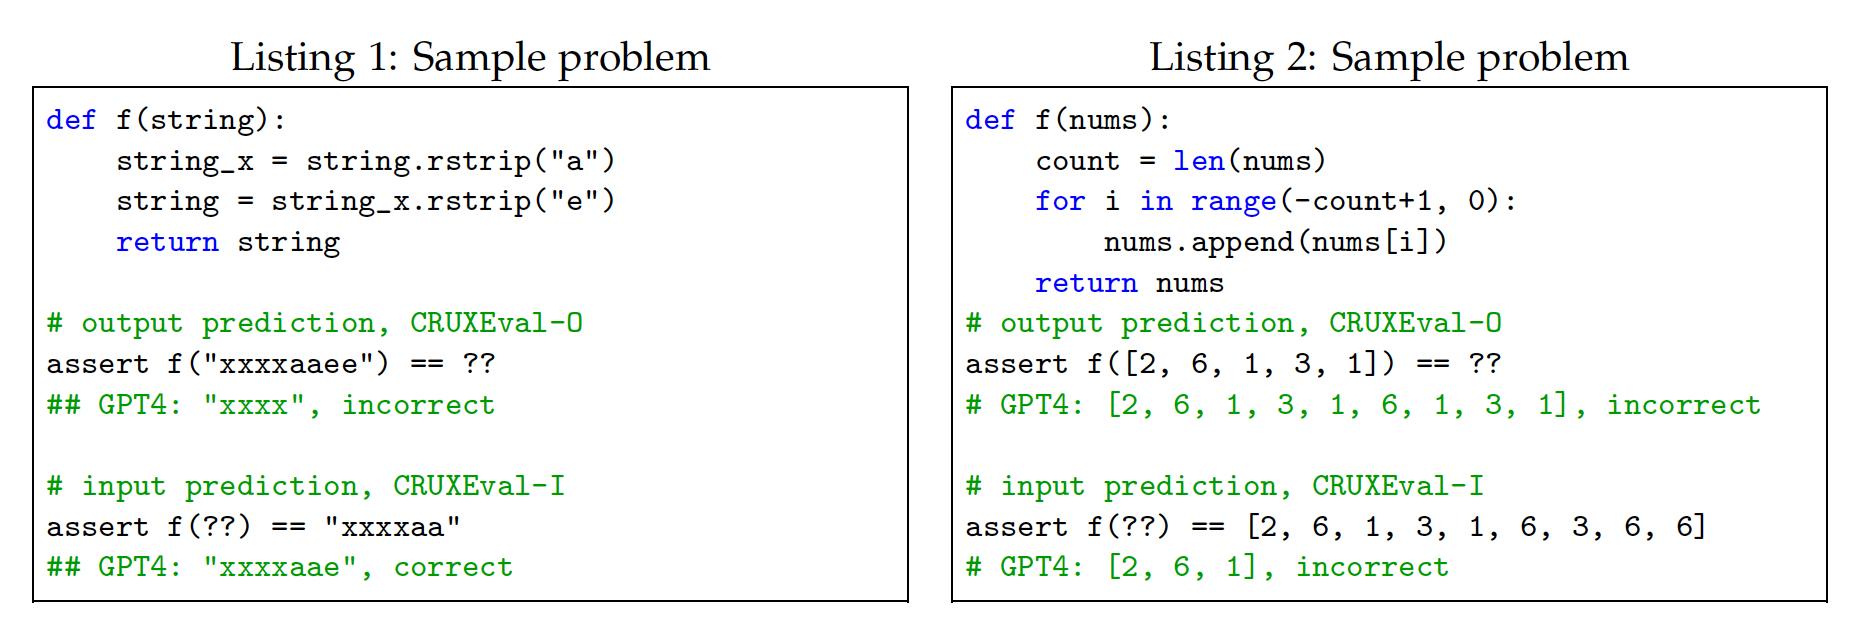 Listing 1: Sample problem
def f(string):
    string_x = string.rstrip("a")
    string = string_x.rstrip("e")
    return string

# output prediction, CRUXEval-O
assert f("xxxxaaee") == ??
## GPT4: "xxxx", incorrect

# input prediction, CRUXEval-I
assert f(??) == "xxxxaa"
## GPT4: "xxxxaae", correct

Listing 2: Sample problem
def f(nums):
    count = len(nums)
    for i in range(-count+1, 0):
        nums.append(nums[i])
    return nums
# output prediction, CRUXEval-O
assert f([2, 6, 1, 3, 1]) == ??
# GPT4: [2, 6, 1, 3, 1, 6, 1, 3, 1], incorrect

# input prediction, CRUXEval-I
assert f(??) == [2, 6, 1, 3, 1, 6, 3, 6, 6]
# GPT4: [2, 6, 1], incorrect